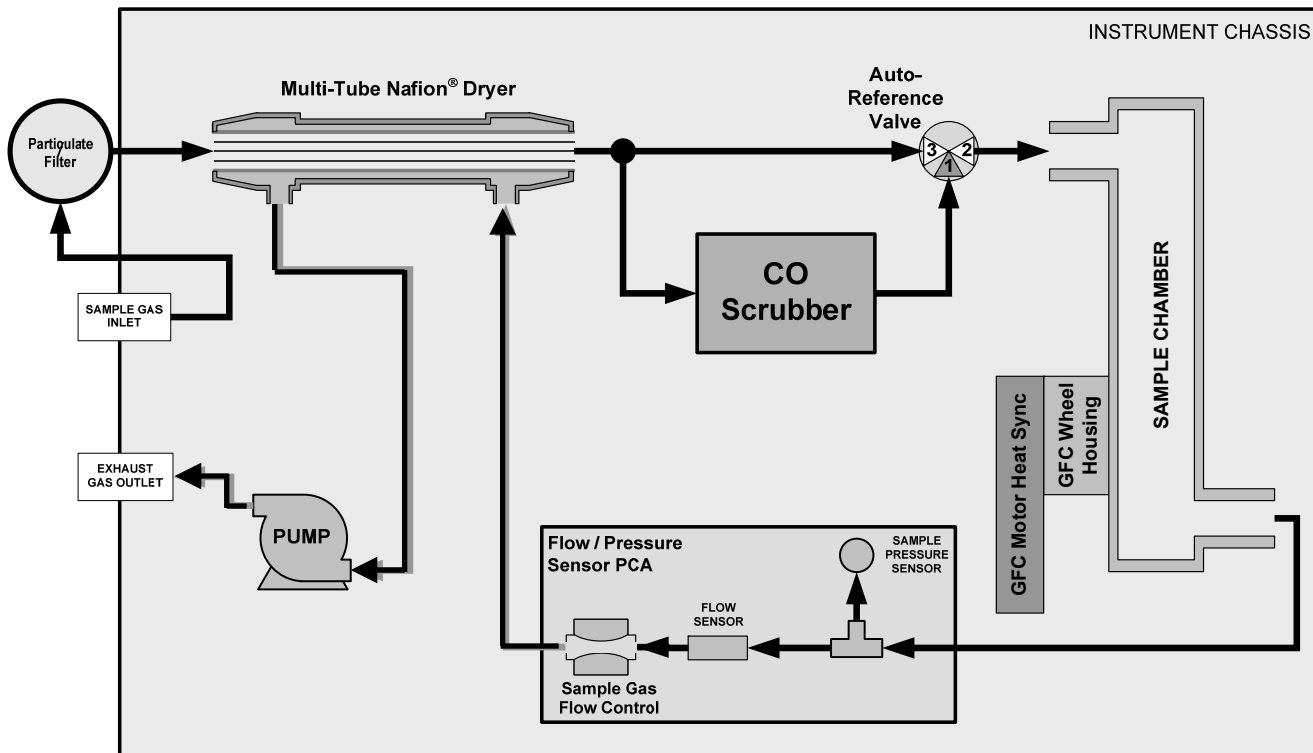 INSTRUMENT CHASSIS
Multi-Tube Nafion® Dryer
Auto-
Reference
Valve
Particulate
Filter
3 2
1
CO
Scrubber
SAMPLE GAS
INLET
SAMPLE CHAMBER
GFC Wheel
Housing
GFC Motor Heat Sync
EXHAUST
GAS OUTLET
PUMP
Flow / Pressure
Sensor PCA
SAMPLE
PRESSURE
SENSOR
FLOW
SENSOR
Sample Gas
Flow Control